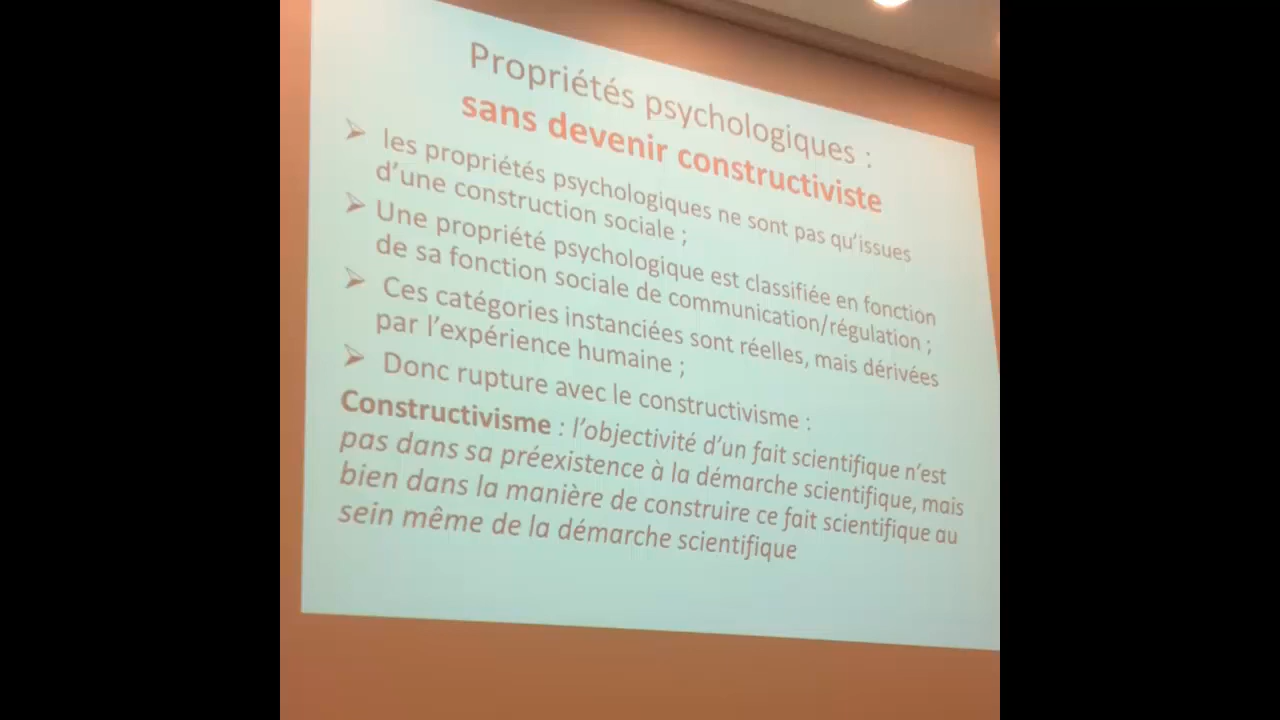 Propriétés psychologiques :
sans devenir constructiviste
➢ les propriétés psychologiques ne sont pas qu'issues
d'une construction sociale ;
➢ Une propriété psychologique est classifiée en fonction
de sa fonction sociale de communication/régulation ;
➢ Ces catégories instanciées sont réelles, mais dérivées
par l'expérience humaine ;
➢ Donc rupture avec le constructivisme :
Constructivisme : l'objectivité d'un fait scientifique n'est
pas dans sa préexistence à la démarche scientifique, mais
bien dans la manière de construire ce fait scientifique au
sein même de la démarche scientifique